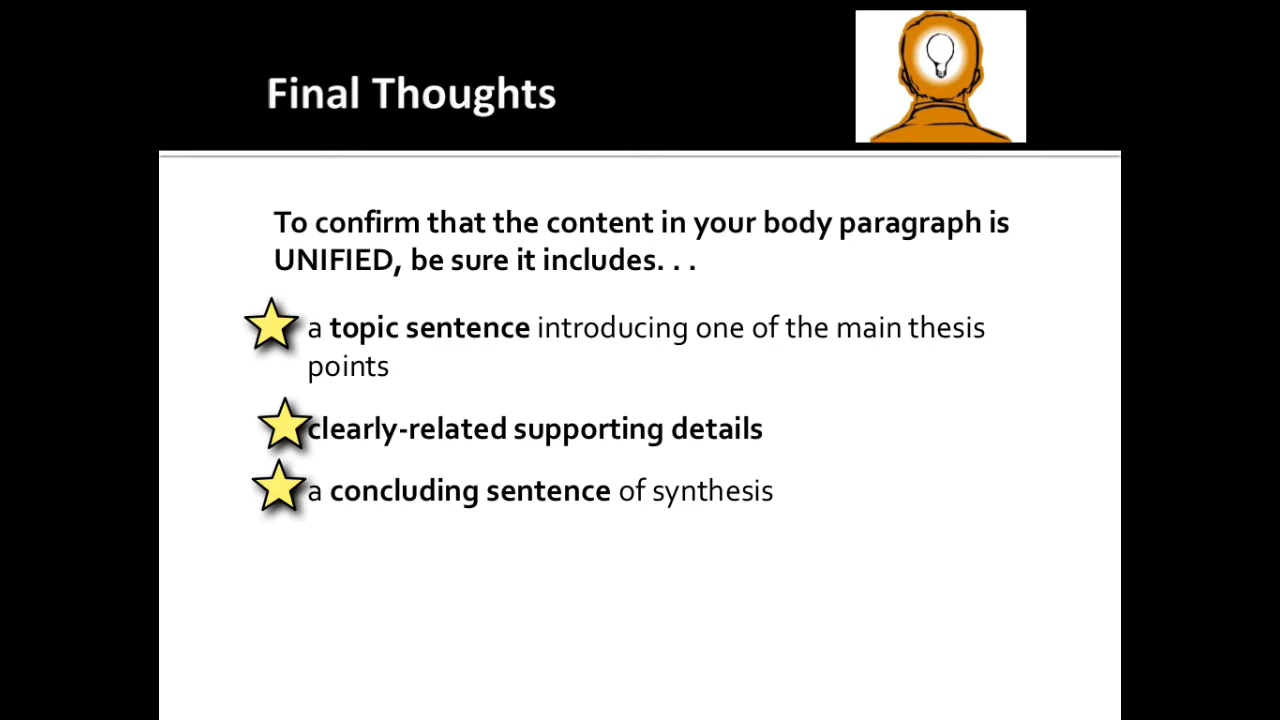 Final Thoughts
To confirm that the content in your body paragraph is
UNIFIED, be sure it includes. . .
a topic sentence introducing one of the main thesis
points
clearly-related supporting details
a concluding sentence of synthesis